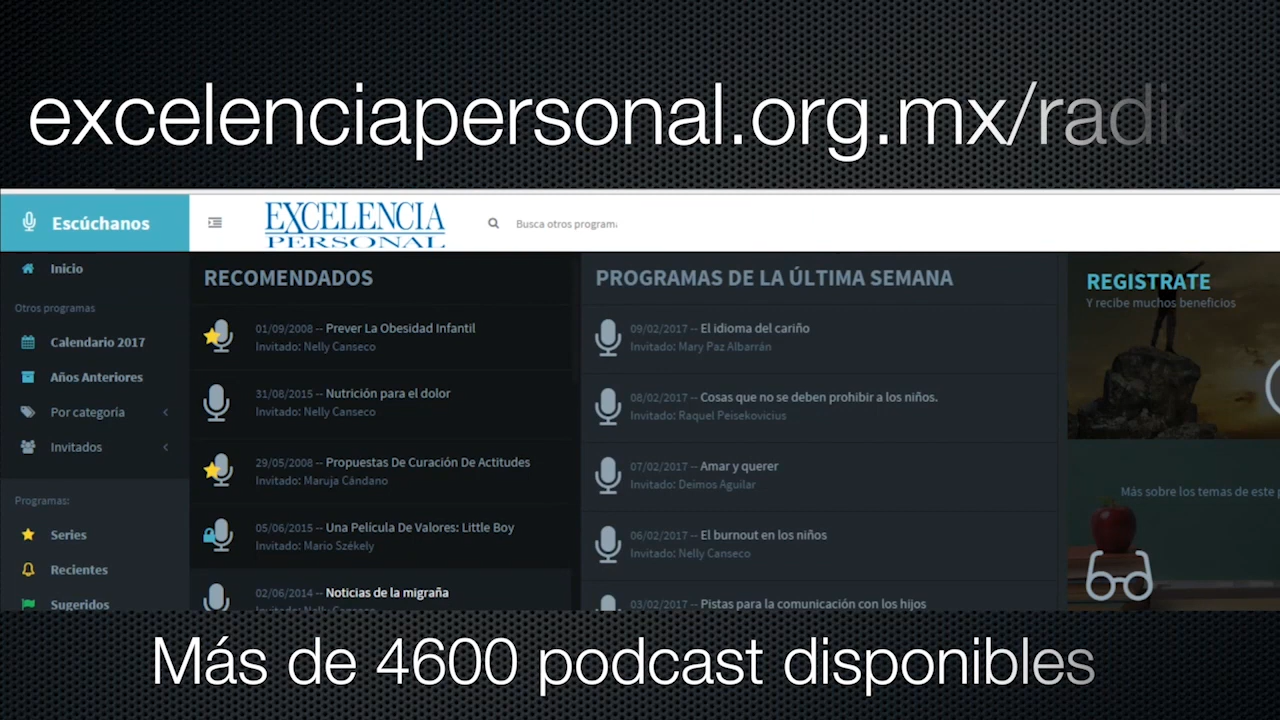 excelenciapersonal.org.mx/radio
Escúchanos
EXCELENCIA
PERSONAL
Busca otros programa
Inicio
Otros programas
Calendario 2017
Años Anteriores
Por categoría
Invitados
Programas:
Series
Recientes
Sugeridos
RECOMENDADOS
01/09/2008 -- Prever La Obesidad Infantil
Invitado: Nelly Canseco
31/08/2015 -- Nutrición para el dolor
Invitado: Nelly Canseco
29/05/2008 -- Propuestas De Curación De Actitudes
Invitado: Maruja Cándano
05/06/2015 -- Una Película De Valores: Little Boy
Invitado: Mario Székely
02/06/2014 -- Noticias de la migraña
Invitado: Nelly Canseco
PROGRAMAS DE LA ÚLTIMA SEMANA
09/02/2017 -- El idioma del cariño
Invitado: Mary Paz Albarrán
08/02/2017 -- Cosas que no se deben prohibir a los niños.
Invitado: Raquel Peisekovicius
07/02/2017 -- Amar y querer
Invitado: Deimos Aguilar
06/02/2017 -- El burnout en los niños
Invitado: Nelly Canseco
03/02/2017 -- Pistas para la comunicación con los hijos
REGISTRATE
Y recibe muchos beneficios
Más sobre los temas de este
Más de 4600 podcast disponibles